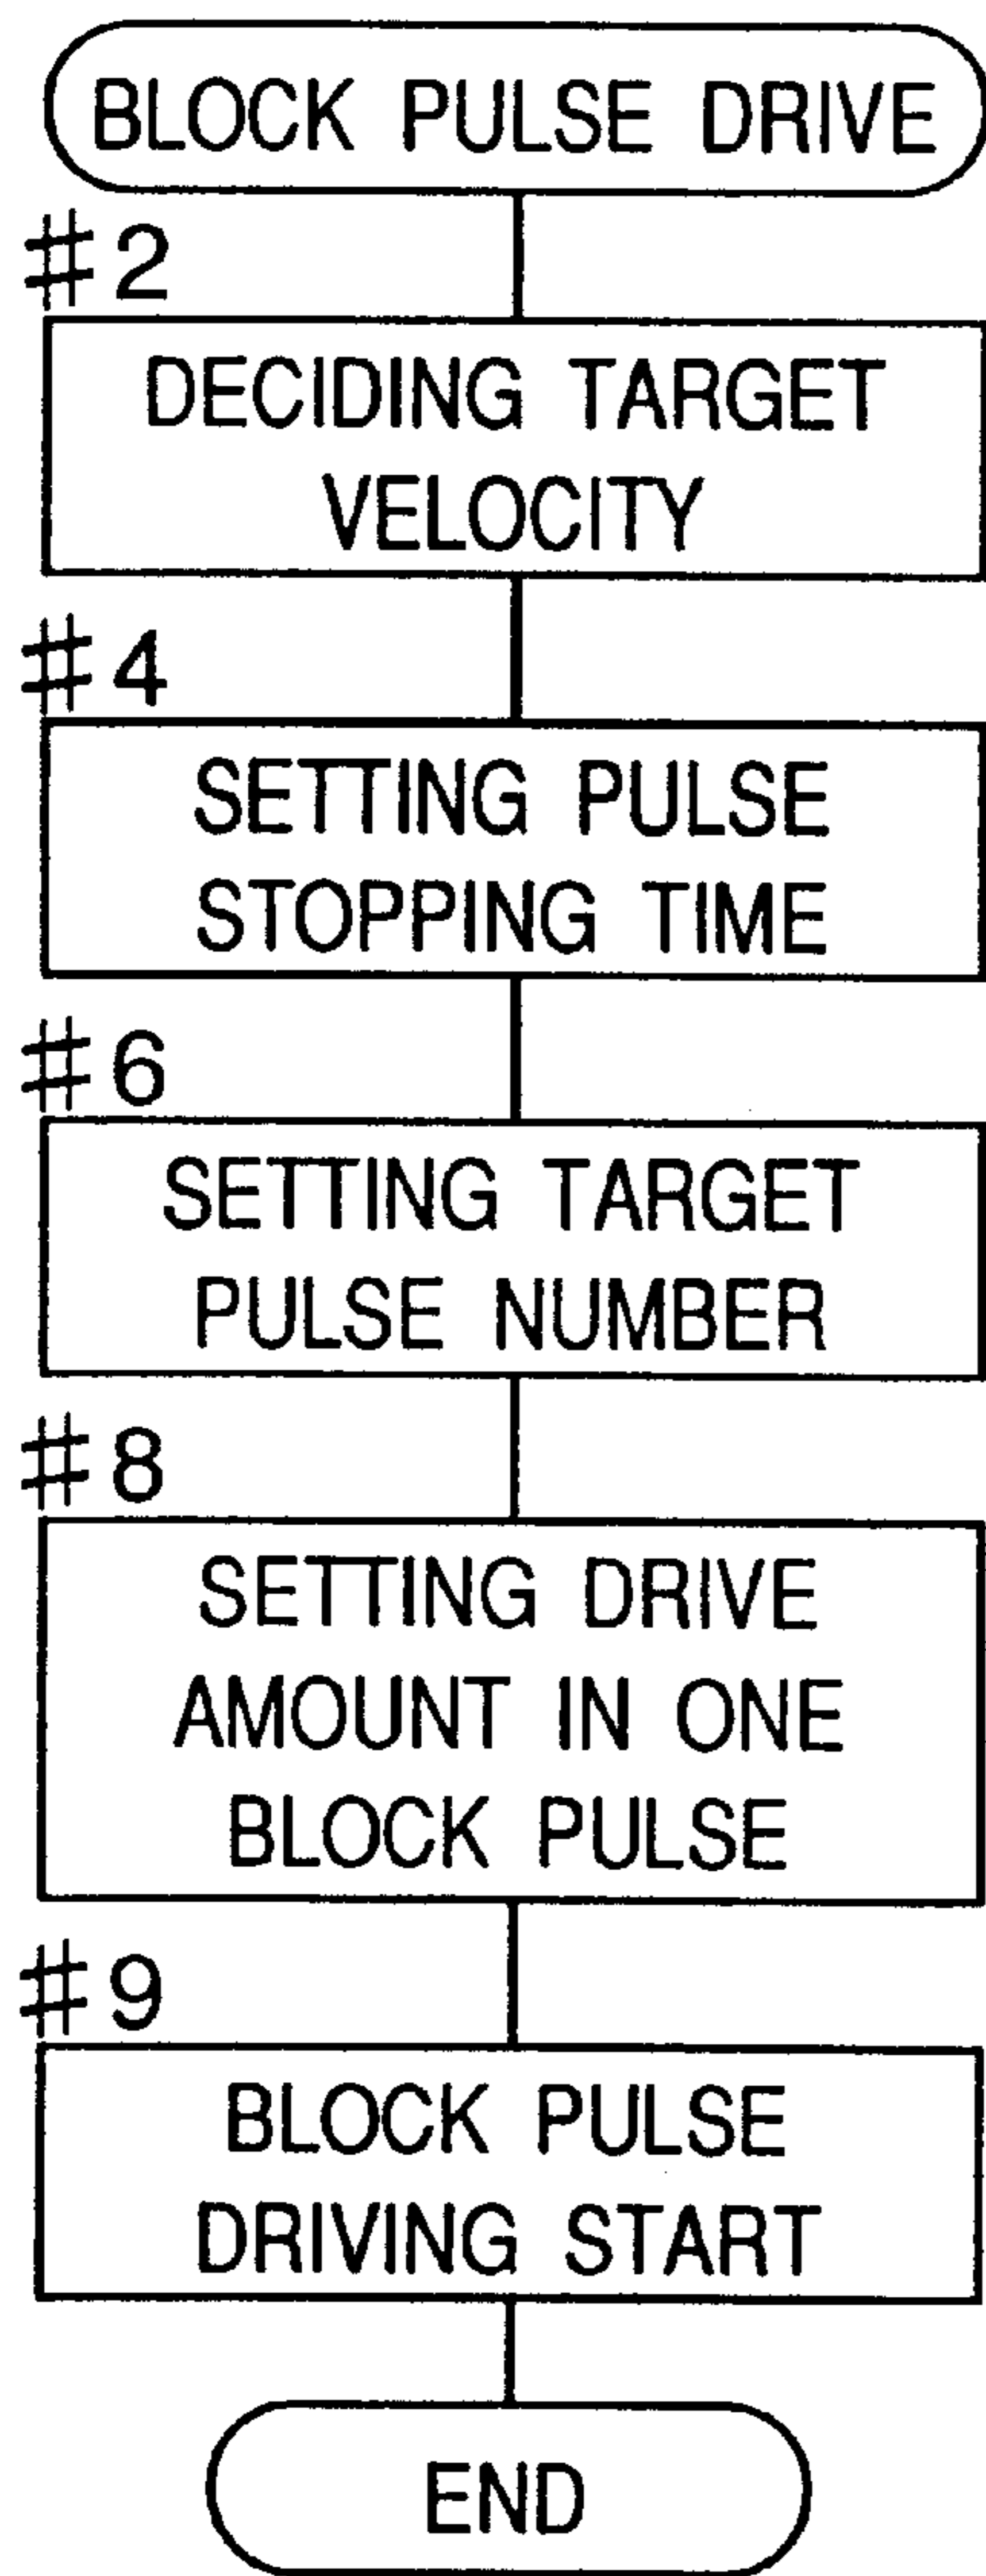 BLOCK PULSE DRIVE
#2
DECIDING TARGET
VELOCITY
#4
SETTING PULSE
STOPPING TIME
#6
SETTING TARGET
PULSE NUMBER
#8
SETTING DRIVE
AMOUNT IN ONE
BLOCK PULSE
#9
BLOCK PULSE
DRIVING START
END